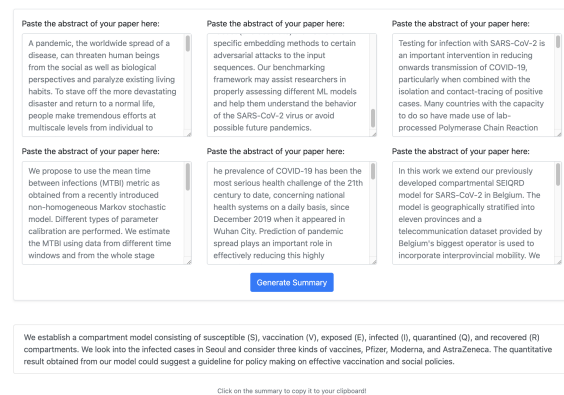 Paste the abstract of your paper here:
Paste the abstract of your paper here:
Paste the abstract of your paper here:
A pandemic, the worldwide spread of a
disease, can threaten human beings
from the social as well as biological
perspectives and paralyze existing living
habits. To stave off the more devastating
disaster and return to a normal life,
people make tremendous efforts at
multiscale levels from individual to
specific embedding methods to certain
adversarial attacks to the input
sequences. Our benchmarking
framework may assist researchers in
properly assessing different ML models
and help them understand the behavior
of the SARS-CoV-2 virus or avoid
possible future pandemics.
Testing for infection with SARS-CoV-2 is
an important intervention in reducing
onwards transmission of COVID-19,
particularly when combined with the
isolation and contact-tracing of positive
cases. Many countries with the capacity
to do so have made use of lab-
processed Polymerase Chain Reaction
Paste the abstract of your paper here:
Paste the abstract of your paper here:
Paste the abstract of your paper here:
We propose to use the mean time
between infections (MTBI) metric as
obtained from a recently introduced
non-homogeneous Markov stochastic
model. Different types of parameter
calibration are performed. We estimate
the MTBI using data from different time
windows and from the whole stage
he prevalence of COVID-19 has been the
most serious health challenge of the 21th
century to date, concerning national
health systems on a daily basis, since
December 2019 when it appeared in
Wuhan City. Prediction of pandemic
spread plays an important role in
effectively reducing this highly
In this work we extend our previously
developed compartmental SEIQRD
model for SARS-CoV-2 in Belgium. The
model is geographically stratified into
eleven provinces and a
telecommunication dataset provided by
Belgium's biggest operator is used to
incorporate interprovincial mobility. We
Generate Summary
We establish a compartment model consisting of susceptible (S), vaccination (V), exposed (E), infected (I), quarantined (Q), and recovered (R)
compartments. We look into the infected cases in Seoul and consider three kinds of vaccines, Pfizer, Moderna, and AstraZeneca. The quantitative
result obtained from our model could suggest a guideline for policy making on effective vaccination and social policies.
Click on the summary to copy it to your clipboard!